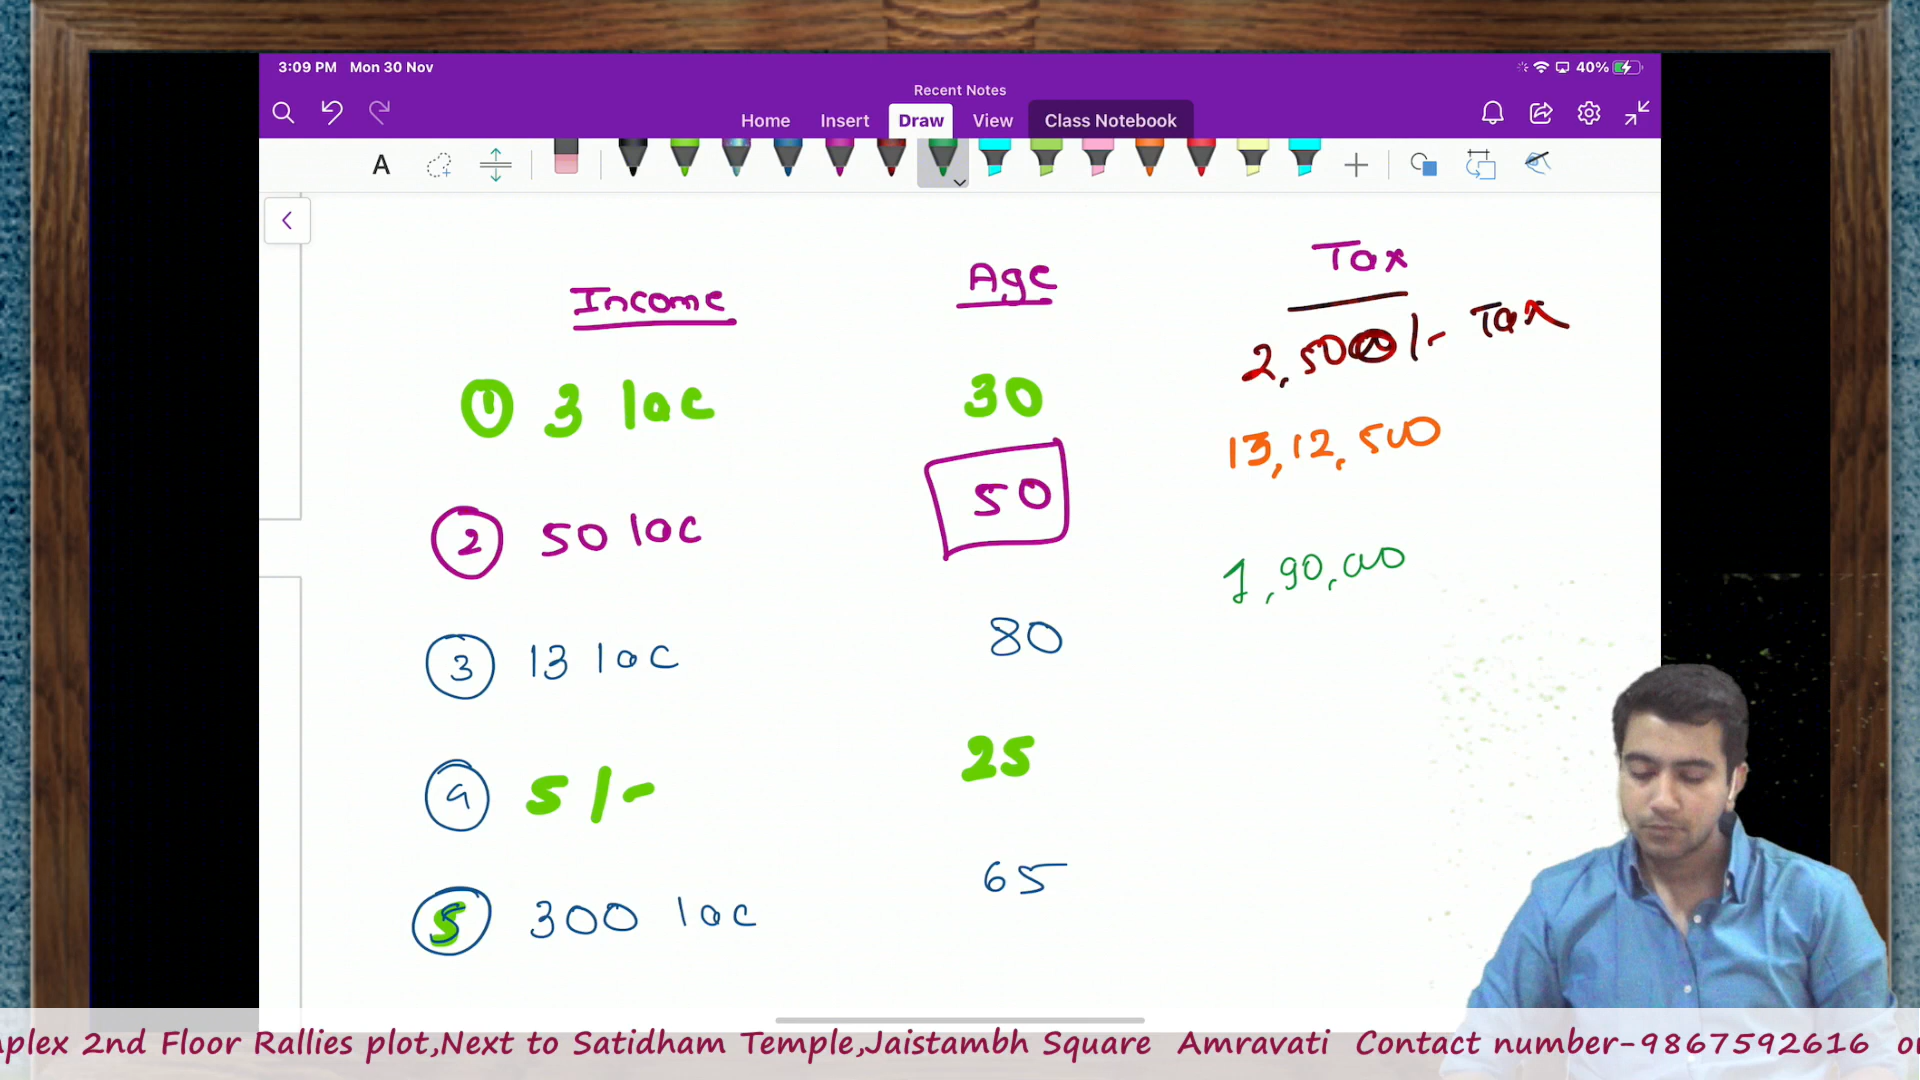 3:09 PM Mon 30 Nov
40%
Recent Notes
Home Insert Draw View Class Notebook
A
Income Age Tax
2,500/- Tax
① 3 lac 30
13,12,500
② 50 lac 50
1,90,000
③ 13 lac 80
④ 5/- 25
⑤ 300 lac 65
plex 2nd Floor Rallies plot,Next to Satidham Temple,Jaistambh Square Amravati Contact number-9867592616